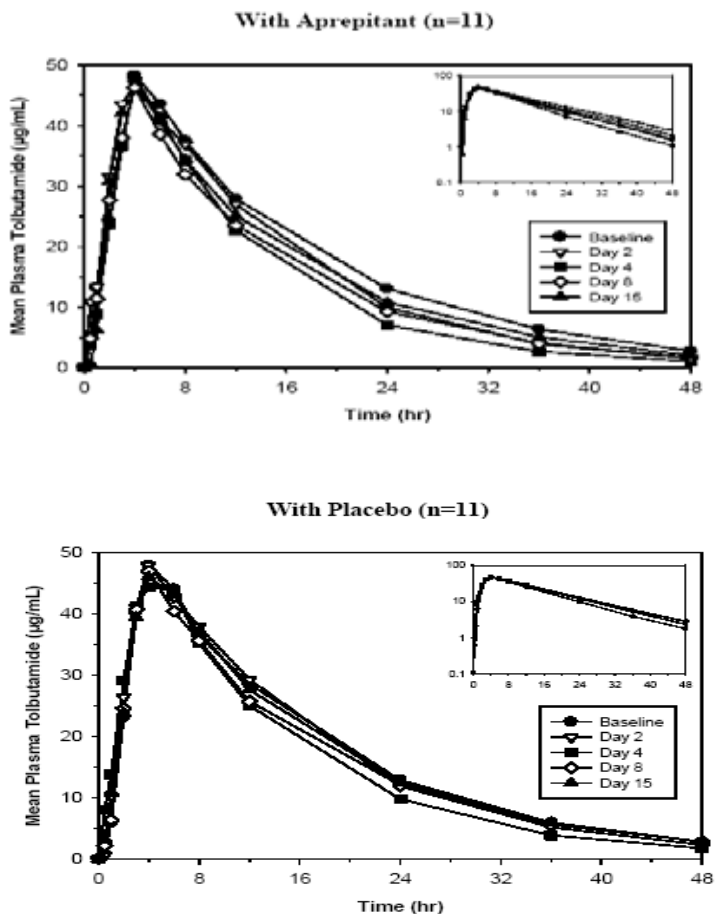 With Aprepitant (n=11)
Mean Plasma Tolbutamide (µg/mL)
50
40
30
20
10
0
0 8 16 24 32 40 48
Time (hr)
100
10
1
0.1
0 8 16 24 32 40 48
Baseline
Day 2
Day 4
Day 8
Day 15
With Placebo (n=11)
Mean Plasma Tolbutamide (µg/mL)
50
40
30
20
10
0
0 8 16 24 32 40 48
Time (hr)
100
10
1
0.1
0 8 16 24 32 40 48
Baseline
Day 2
Day 4
Day 8
Day 15